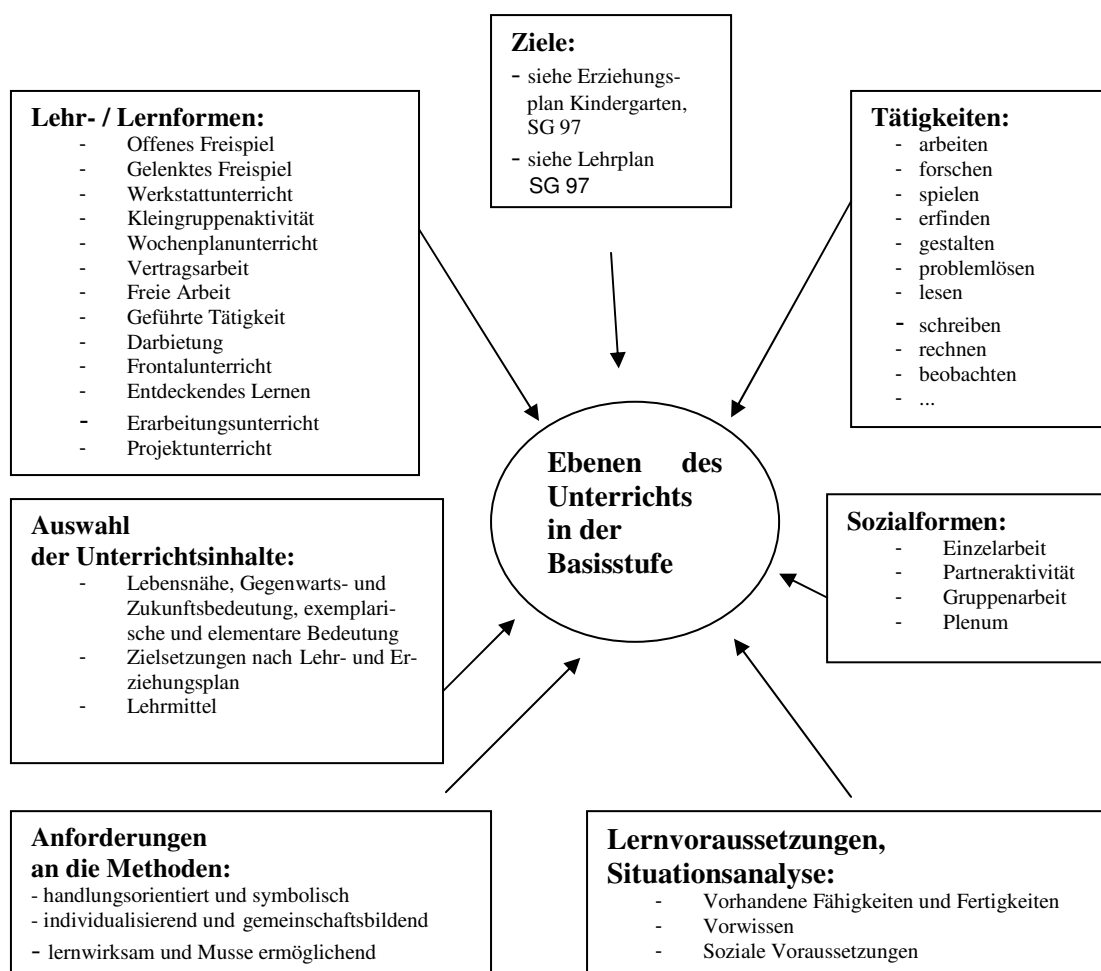 Ziele:
- siehe Erziehungs-
plan Kindergarten,
SG 97
- siehe Lehrplan
SG 97
Lehr- / Lernformen:
- Offenes Freispiel
- Gelenktes Freispiel
- Werkstattunterricht
- Kleingruppenaktivität
- Wochenplanunterricht
- Vertragsarbeit
- Freie Arbeit
- Geführte Tätigkeit
- Darbietung
- Frontalunterricht
- Entdeckendes Lernen
- Erarbeitungsunterricht
- Projektunterricht
Tätigkeiten:
- arbeiten
- forschen
- spielen
- erfinden
- gestalten
- problemlösen
- lesen
- schreiben
- rechnen
- beobachten
- ...
Ebenen des
Unterrichts
in der
Basisstufe
Auswahl
der Unterrichtsinhalte:
- Lebensnähe, Gegenwarts- und
Zukunftsbedeutung, exemplari-
sche und elementare Bedeutung
- Zielsetzungen nach Lehr- und Er-
ziehungsplan
- Lehrmittel
Sozialformen:
- Einzelarbeit
- Partneraktivität
- Gruppenarbeit
- Plenum
Anforderungen
an die Methoden:
- handlungsorientiert und symbolisch
- individualisierend und gemeinschaftsbildend
- lernwirksam und Musse ermöglichend
Lernvoraussetzungen,
Situationsanalyse:
- Vorhandene Fähigkeiten und Fertigkeiten
- Vorwissen
- Soziale Voraussetzungen